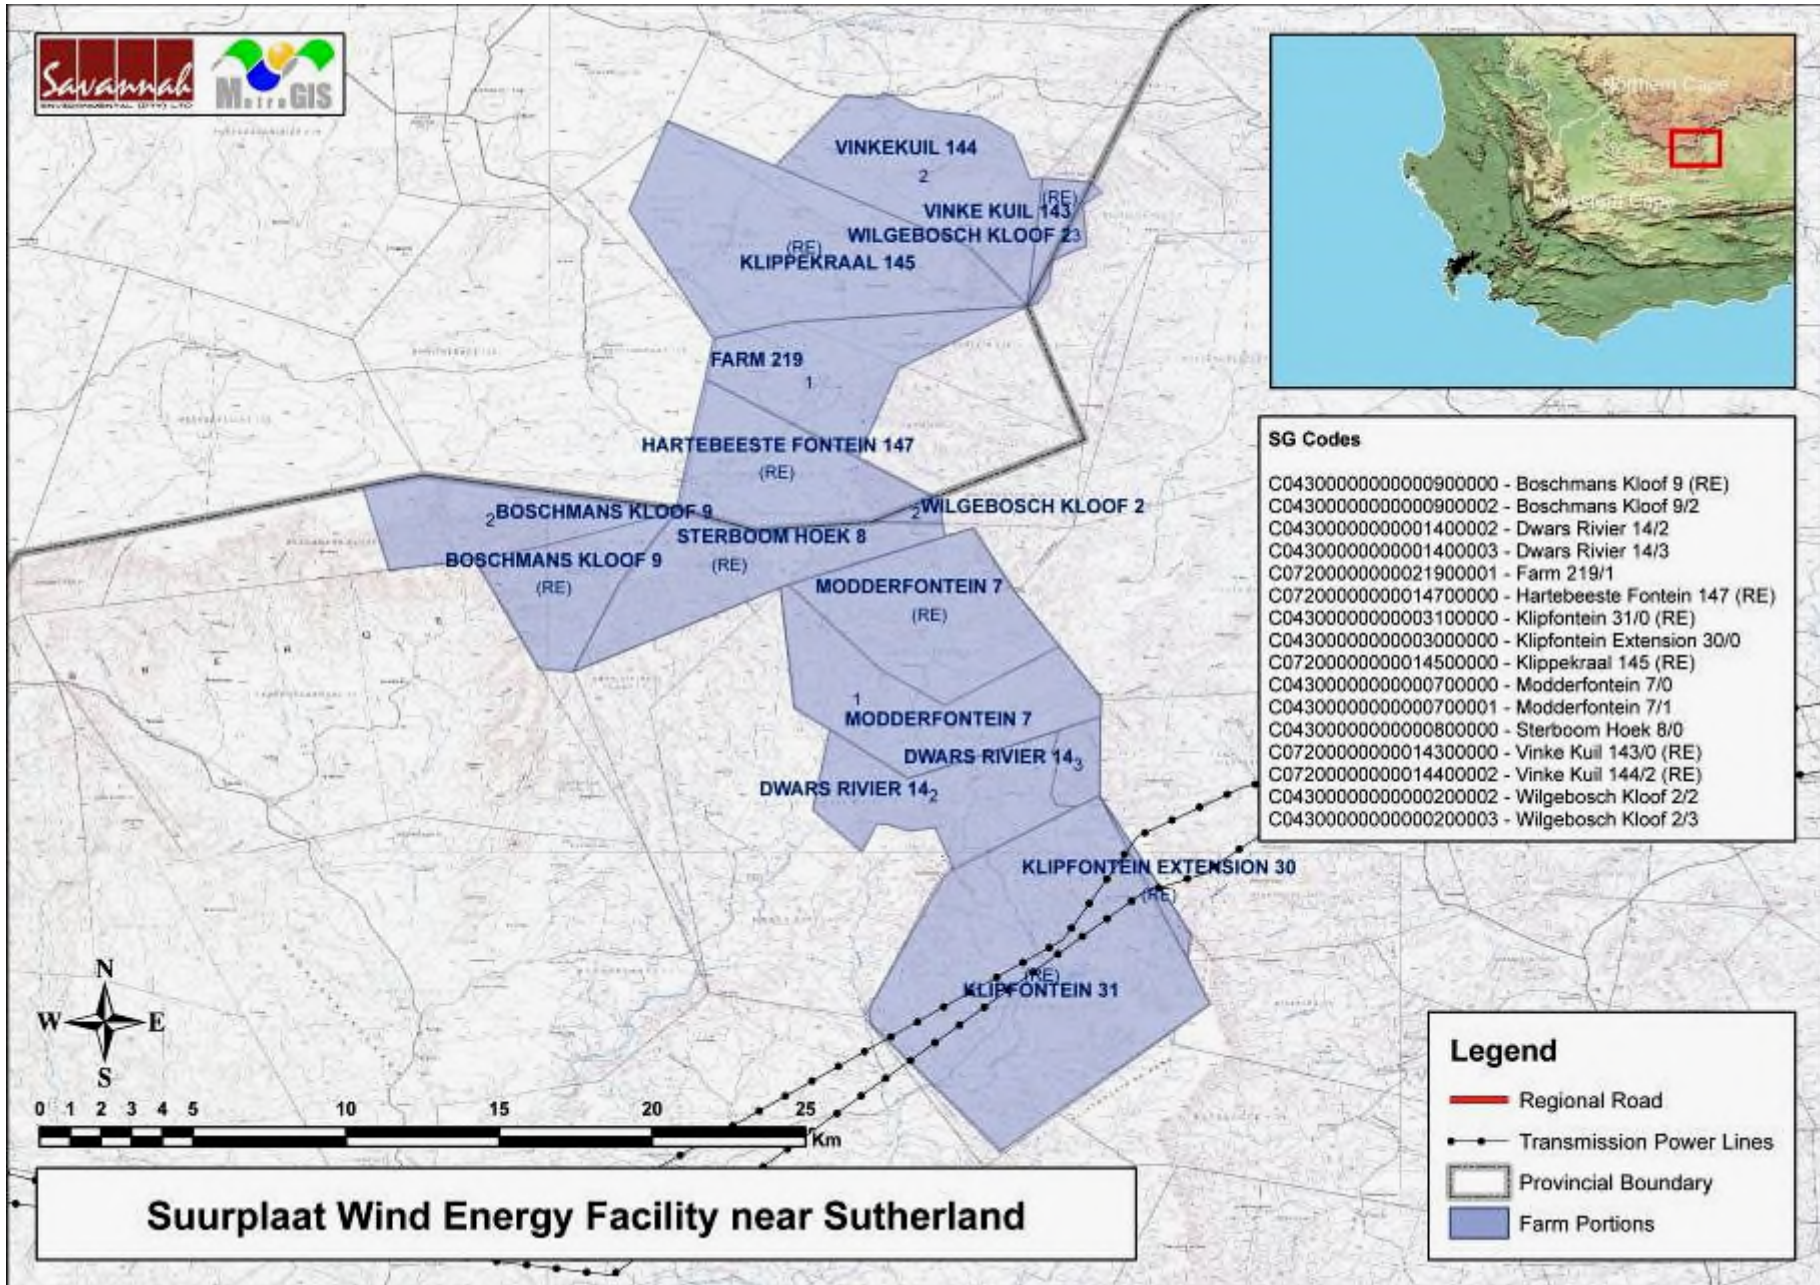 Savannah
ENVIRONMENTAL (PTY) LTD
MetroGIS
Northern Cape
Western Cape
VINKEKUIL 144
2
(RE)
VINKE KUIL 143
WILGEBOSCH KLOOF 2
3
(RE)
KLIPPEKRAAL 145
FARM 219
1
HARTEBEESTE FONTEIN 147
(RE)
2
BOSCHMANS KLOOF 9
2
WILGEBOSCH KLOOF 2
STERBOOM HOEK 8
(RE)
BOSCHMANS KLOOF 9
(RE)
MODDERFONTEIN 7
(RE)
1
MODDERFONTEIN 7
DWARS RIVIER 14
3
DWARS RIVIER 14
2
KLIPFONTEIN EXTENSION 30
(RE)
(RE)
KLIPFONTEIN 31
SG Codes
C04300000000000900000 - Boschmans Kloof 9 (RE)
C04300000000000900002 - Boschmans Kloof 9/2
C04300000000001400002 - Dwars Rivier 14/2
C04300000000001400003 - Dwars Rivier 14/3
C07200000000021900001 - Farm 219/1
C07200000000014700000 - Hartebeeste Fontein 147 (RE)
C04300000000003100000 - Klipfontein 31/0 (RE)
C04300000000003000000 - Klipfontein Extension 30/0
C07200000000014500000 - Klippekraal 145 (RE)
C04300000000000700000 - Modderfontein 7/0
C04300000000000700001 - Modderfontein 7/1
C04300000000000800000 - Sterboom Hoek 8/0
C07200000000014300000 - Vinke Kuil 143/0 (RE)
C07200000000014400002 - Vinke Kuil 144/2 (RE)
C04300000000000200002 - Wilgebosch Kloof 2/2
C04300000000000200003 - Wilgebosch Kloof 2/3
N
W E
S
0 1 2 3 4 5 10 15 20 25
Km
Legend
Regional Road
Transmission Power Lines
Provincial Boundary
Farm Portions
Suurplaat Wind Energy Facility near Sutherland